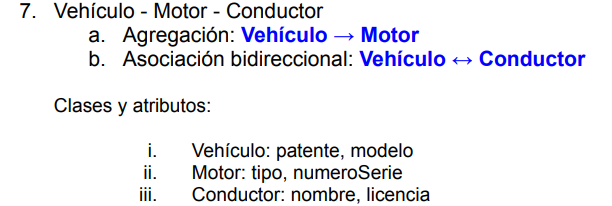 7. Vehículo - Motor - Conductor
a. Agregación: Vehículo → Motor
b. Asociación bidireccional: Vehículo ↔ Conductor
Clases y atributos:
i. Vehículo: patente, modelo
ii. Motor: tipo, numeroSerie
iii. Conductor: nombre, licencia